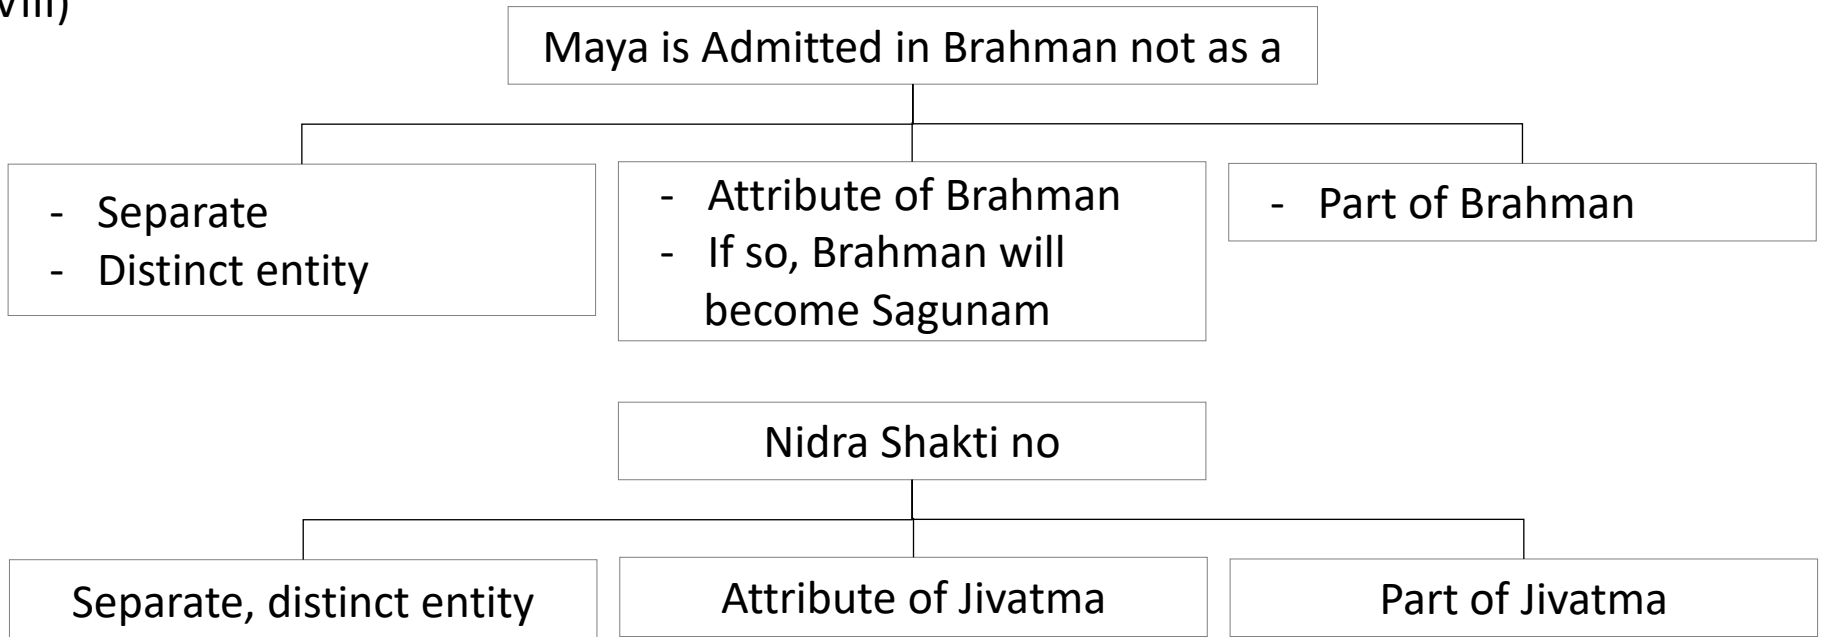 VIII)
Maya is Admitted in Brahman not as a
- Separate
- Distinct entity
- Attribute of Brahman
- If so, Brahman will
become Sagunam
- Part of Brahman
Nidra Shakti no
Separate, distinct entity
Attribute of Jivatma
Part of Jivatma